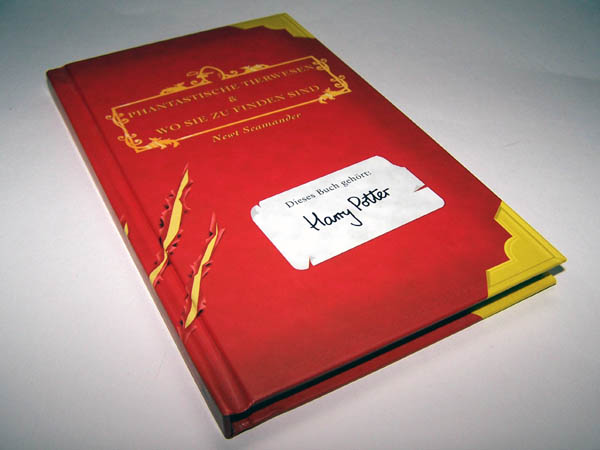 PHANTASTISCHE TIERWESEN
&
WO SIE ZU FINDEN SIND
Newt Scamander
Dieses Buch gehört:
Harry Potter